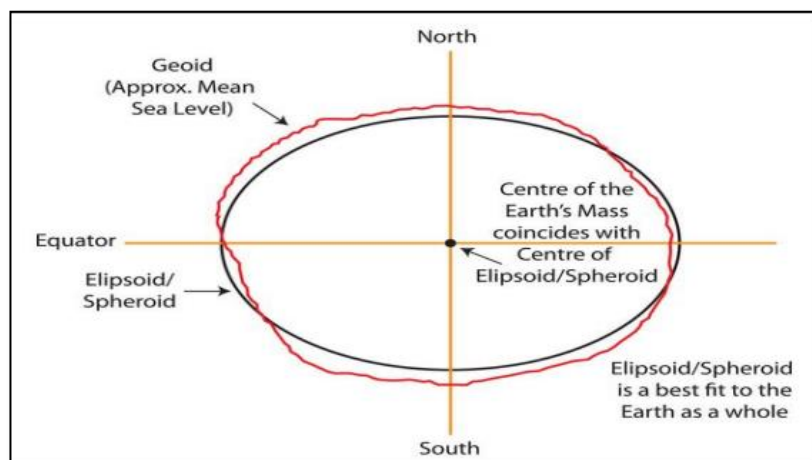 North
Geoid
(Approx. Mean
Sea Level)
Centre of the
Earth's Mass
coincides with
Centre of
Elipsoid/Spheroid
Equator
Elipsoid/
Spheroid
Elipsoid/Spheroid
is a best fit to the
Earth as a whole
South